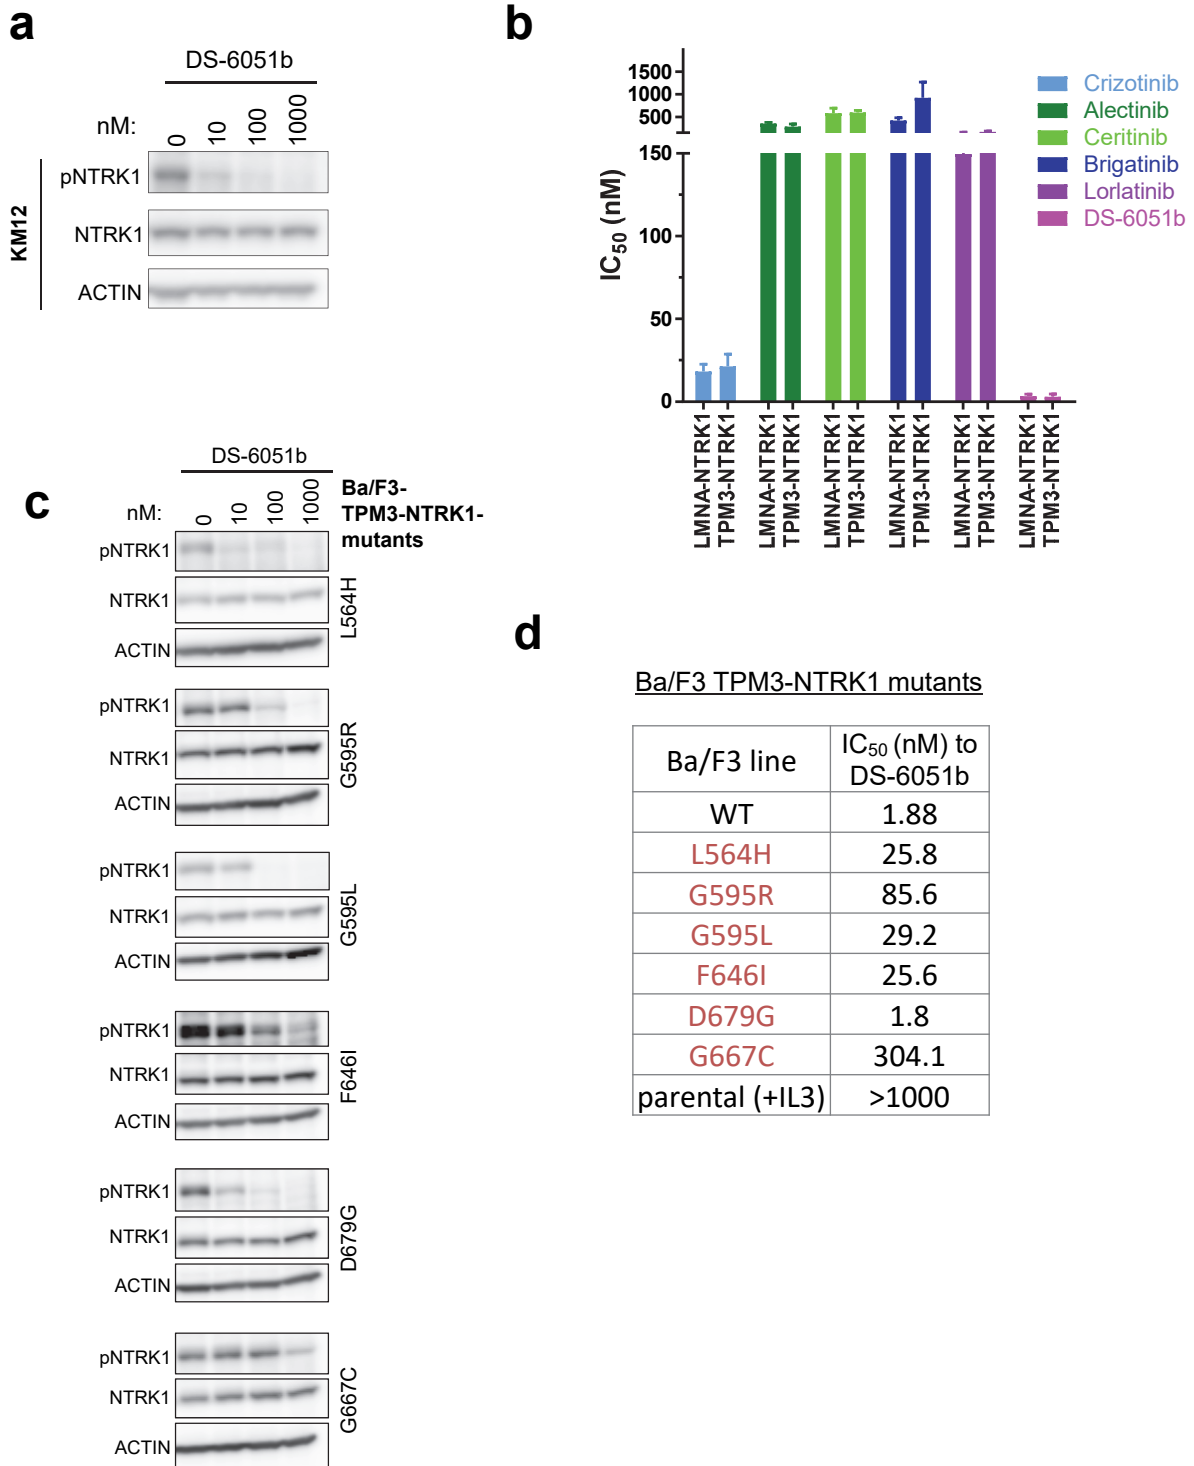 a
DS-6051b
nM:
0
10
100
1000
pNTRK1
NTRK1
ACTIN
KM12
b
IC50 (nM)
1500
1000
500
150
100
50
0
LMNA-NTRK1
TPM3-NTRK1
LMNA-NTRK1
TPM3-NTRK1
LMNA-NTRK1
TPM3-NTRK1
LMNA-NTRK1
TPM3-NTRK1
LMNA-NTRK1
TPM3-NTRK1
LMNA-NTRK1
TPM3-NTRK1
Crizotinib
Alectinib
Ceritinib
Brigatinib
Lorlatinib
DS-6051b
c
DS-6051b
nM:
0
10
100
1000
Ba/F3-
TPM3-NTRK1-
mutants
pNTRK1
NTRK1
ACTIN
L564H
pNTRK1
NTRK1
ACTIN
G595R
pNTRK1
NTRK1
ACTIN
G595L
pNTRK1
NTRK1
ACTIN
F646I
pNTRK1
NTRK1
ACTIN
D679G
pNTRK1
NTRK1
ACTIN
G667C
d
Ba/F3 TPM3-NTRK1 mutants
Ba/F3 line
IC50 (nM) to
DS-6051b
WT 1.88
L564H 25.8
G595R 85.6
G595L 29.2
F646I 25.6
D679G 1.8
G667C 304.1
parental (+IL3) >1000